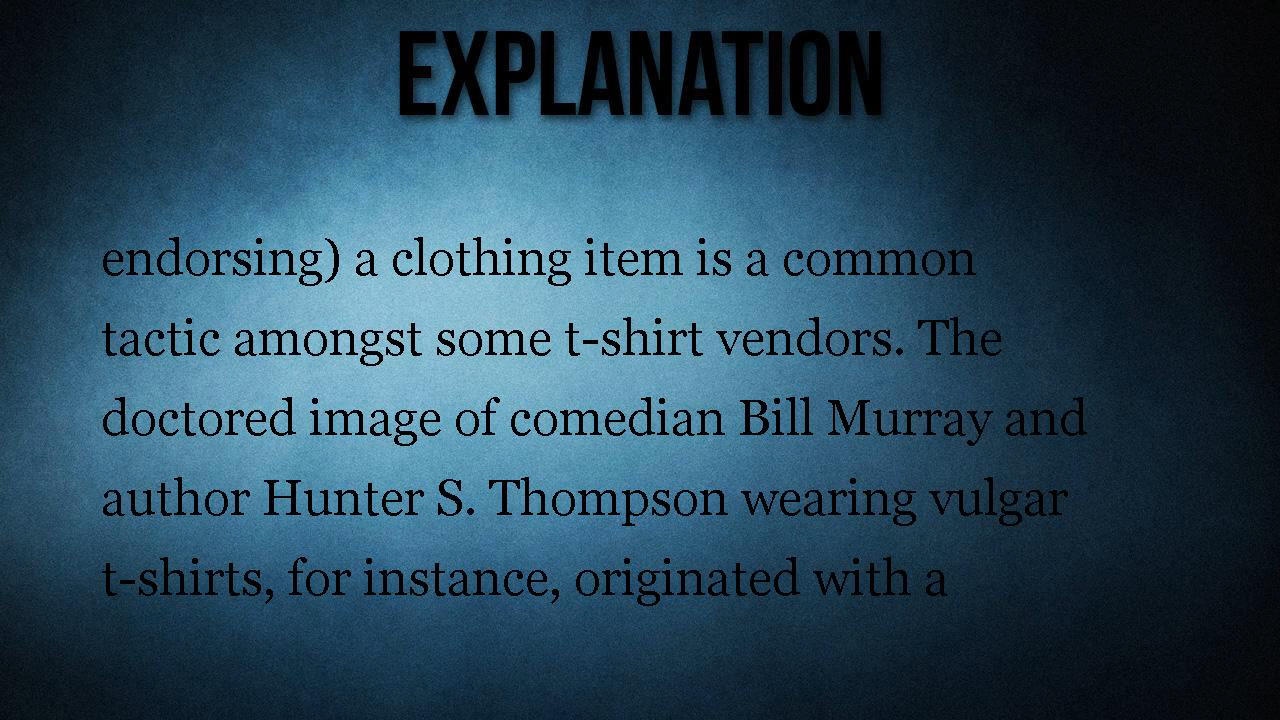 EXPLANATION
endorsing) a clothing item is a common
tactic amongst some t-shirt vendors. The
doctored image of comedian Bill Murray and
author Hunter S. Thompson wearing vulgar
t-shirts, for instance, originated with a